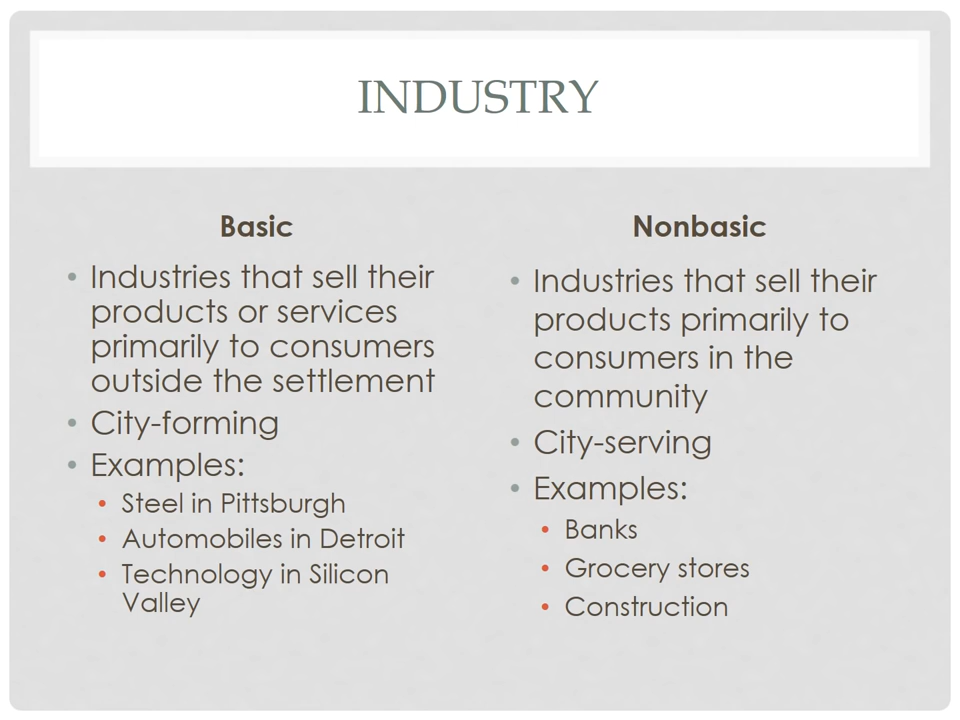 INDUSTRY
Basic
• Industries that sell their
products or services
primarily to consumers
outside the settlement
• City-forming
• Examples:
• Steel in Pittsburgh
• Automobiles in Detroit
• Technology in Silicon
Valley
Nonbasic
• Industries that sell their
products primarily to
consumers in the
community
• City-serving
• Examples:
• Banks
• Grocery stores
• Construction